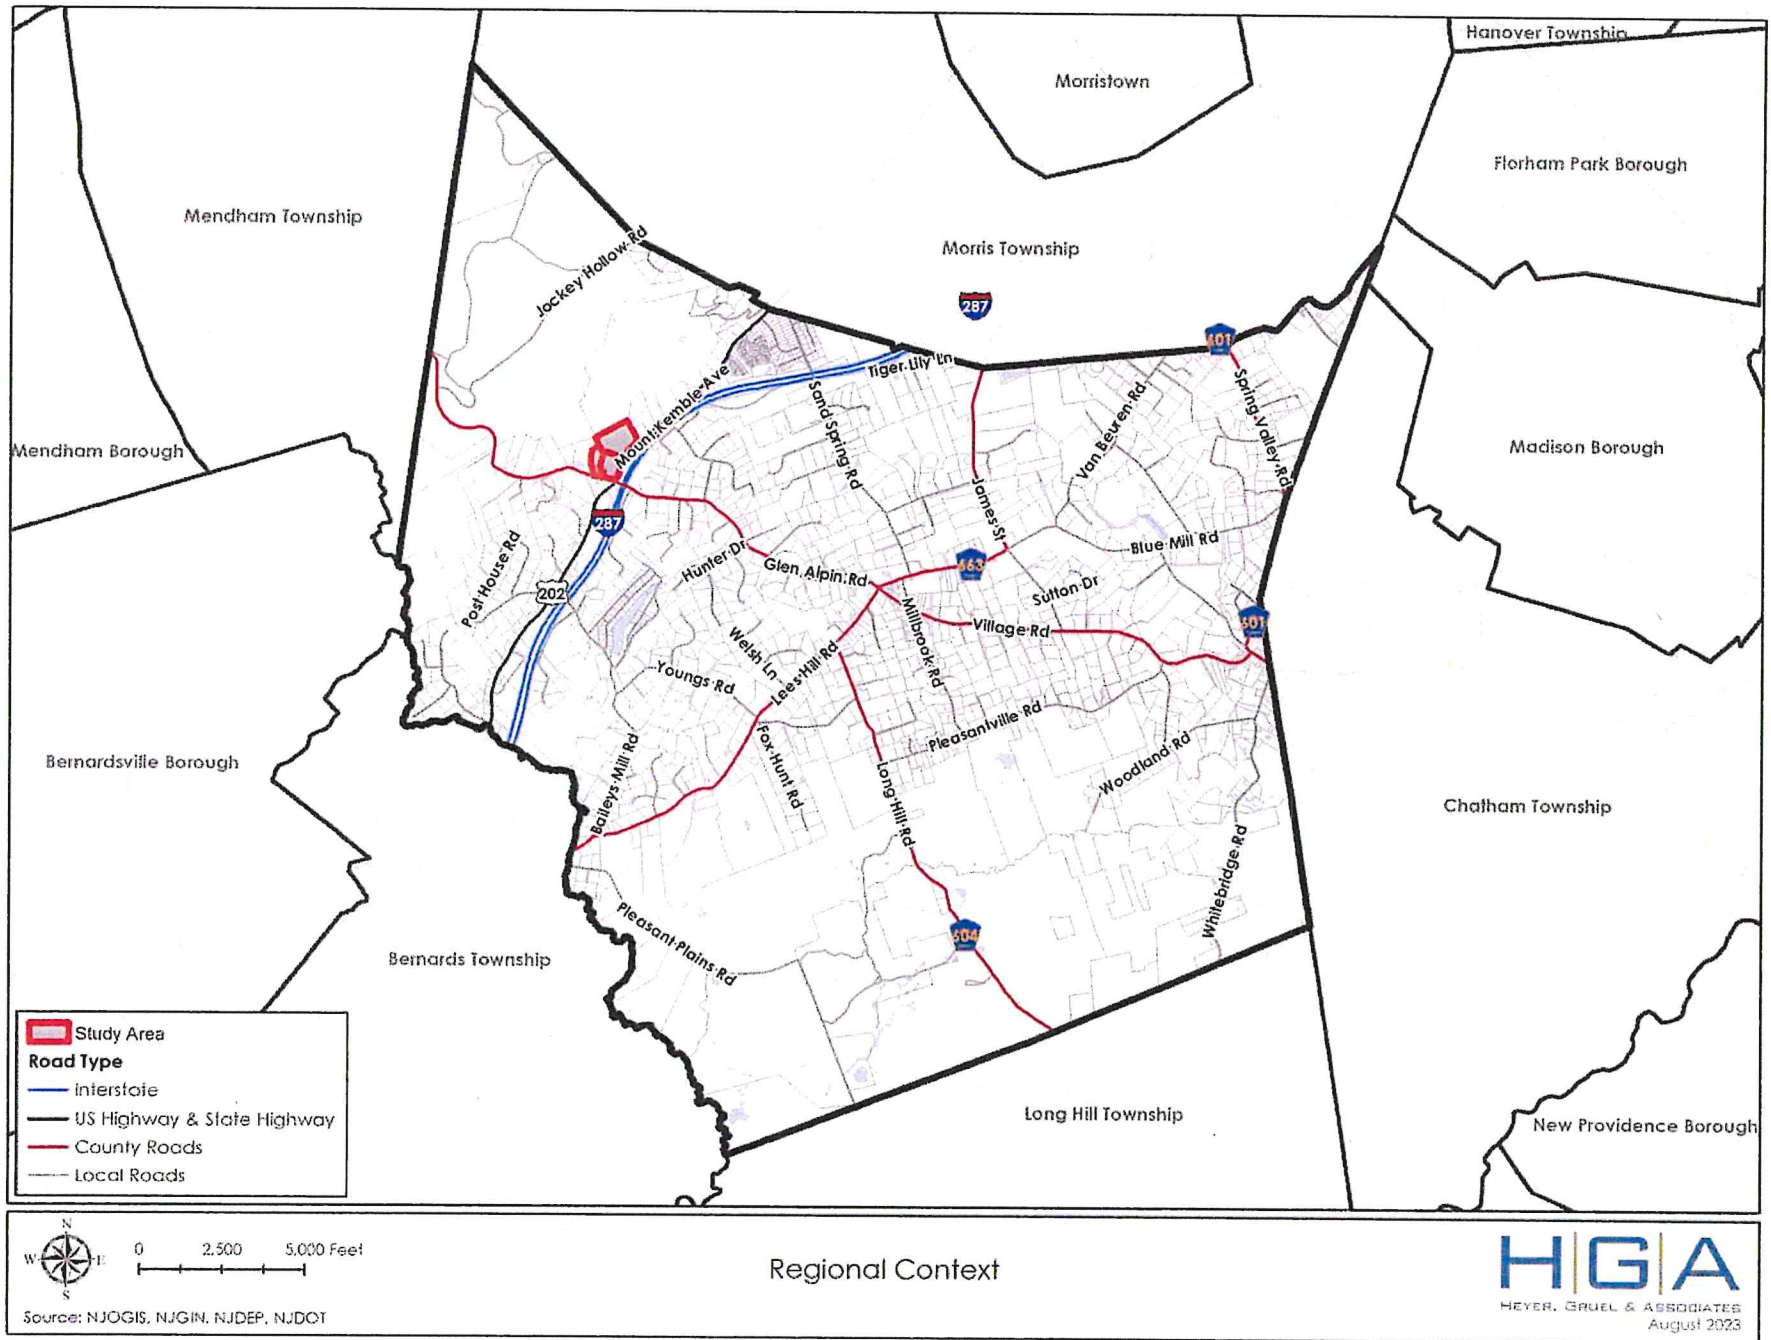 Hanover Township
Morristown
Florham Park Borough
Mendham Township
Morris Township
Jockey Hollow Rd
287
601
Tiger Lily Ln
Mount Kemble Ave
Sand Spring Rd
Van Beuren Rd
Spring Valley Rd
Mendham Borough
Madison Borough
James St
287
Post House Rd
Hunter Dr
Glen Alpin Rd
663
Blue Mill Rd
202
Sutton Dr
Millbrook Rd
Village Rd
601
Welsh Ln
Lees Hill Rd
Youngs Rd
Pleasantville Rd
Fox Hunt Rd
Woodland Rd
Baileys Mill Rd
Long Hill Rd
Bernardsville Borough
Chatham Township
Whitebridge Rd
Pleasant Plains Rd
604
Bernards Township
Long Hill Township
New Providence Borough
Study Area
Road Type
Interstate
US Highway & State Highway
County Roads
Local Roads
N
W E
S
0 2,500 5,000 Feet
Source: NJOGIS, NJGIN, NJDEP, NJDOT
Regional Context
H|G|A
HEYER, GRUEL & ASSOCIATES
August 2023